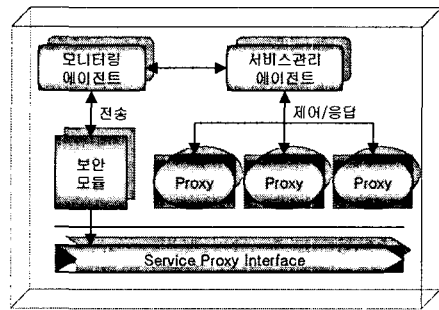 모니터링
에이전트
서비스관리
에이전트
전송
제어/응답
보안
모듈
Proxy
Proxy
Proxy
Service Proxy Interface